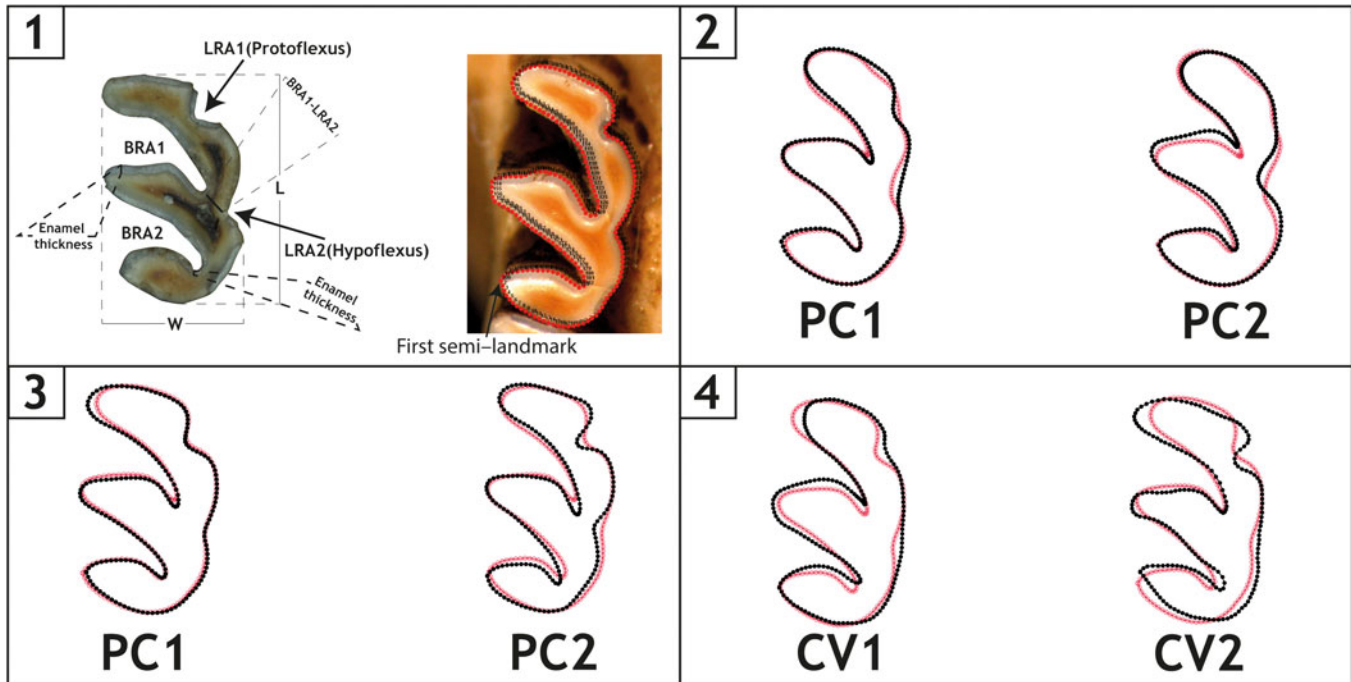 1
LRA1(Protoflexus)
BRA1-LRA2
BRA1
L
Enamel
thickness
BRA2
LRA2(Hypoflexus)
Enamel
thickness
W
First semi–landmark
2
PC1
PC2
3
PC1
PC2
4
CV1
CV2